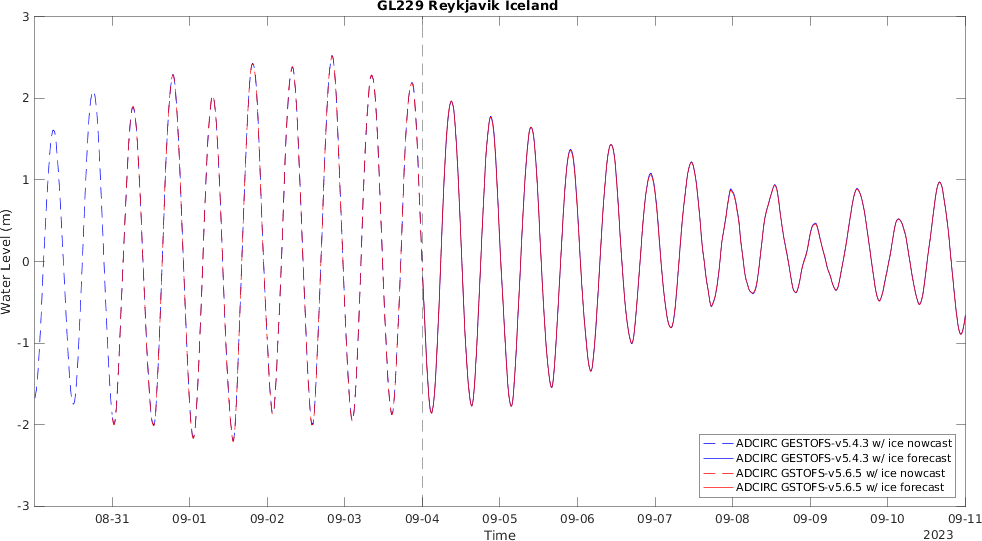 GL229 Reykjavik Iceland
3
2
1
0
-1
-2
-3
Water Level (m)
ADCIRC GESTOFS-v5.4.3 w/ ice nowcast
ADCIRC GESTOFS-v5.4.3 w/ ice forecast
ADCIRC GSTOFS-v5.6.5 w/ ice nowcast
ADCIRC GSTOFS-v5.6.5 w/ ice forecast
08-31 09-01 09-02 09-03 09-04 09-05 09-06 09-07 09-08 09-09 09-10 09-11
Time
2023